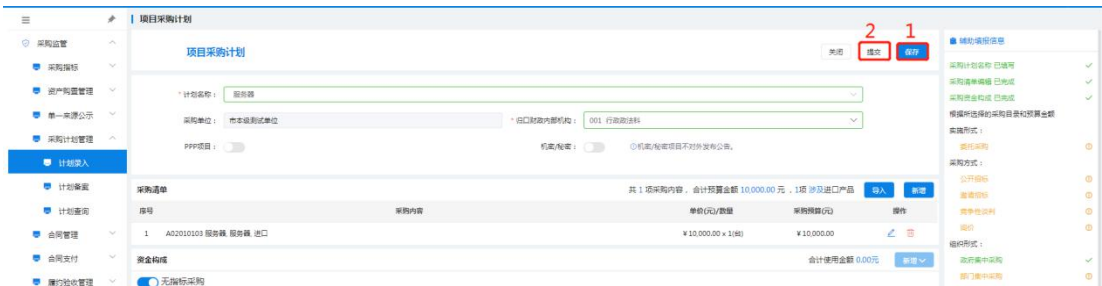 项目采购计划
采购监管
采购指标
资产购置管理
单一来源公示
采购计划管理
计划录入
计划备案
计划查询
合同管理
合同支付
履约验收管理
2 1
项目采购计划
关闭 提交 保存
* 计划名称： 服务器
采购单位： 市本级测试单位
* 归口财政内部机构： 001 行政政法科
PPP项目：
机密/秘密： 机密/秘密项目不对外发布公告。
采购清单
共 1 项采购内容，合计预算金额 10,000.00 元，1项 涉及进口产品 导入 新增
序号 采购内容 单价(元)/数量 采购预算(元) 操作
1 A02010103 服务器, 服务器, 进口 ¥ 10,000.00 x 1(台) ¥ 10,000.00
资金构成
合计使用金额 0.00元 新增
无指标采购
辅助填报信息
采购计划名称 已填写
采购清单编辑 已完成
采购资金构成 已完成
根据所选择的采购目录和预算金额
实施形式：
委托采购
采购方式：
公开招标
邀请招标
竞争性谈判
询价
组织形式：
政府集中采购
部门集中采购